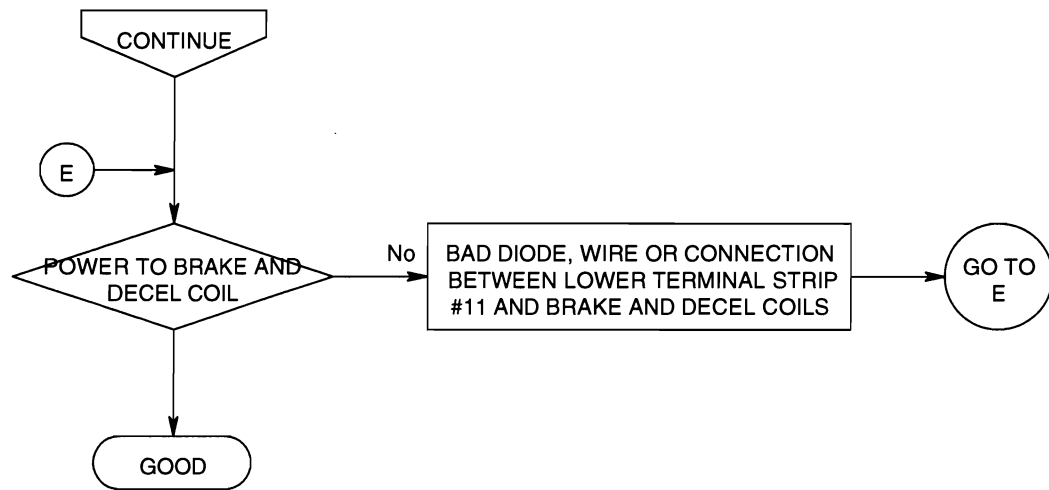 CONTINUE
E
POWER TO BRAKE AND
DECEL COIL
No
BAD DIODE, WIRE OR CONNECTION
BETWEEN LOWER TERMINAL STRIP
#11 AND BRAKE AND DECEL COILS
GO TO
E
GOOD